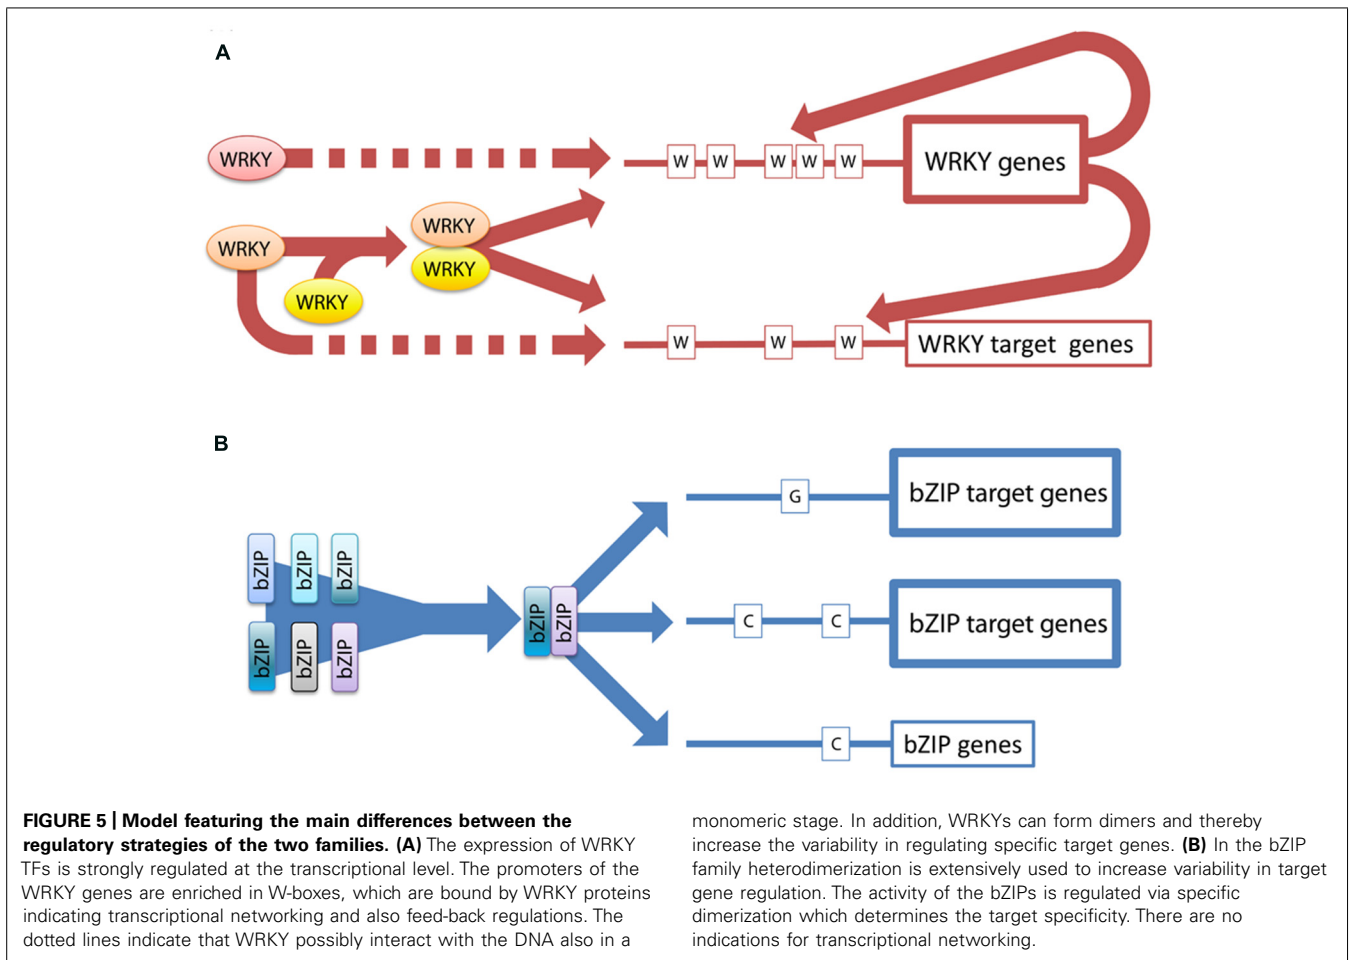 A
WRKY
W W W W W
WRKY genes
WRKY
WRKY
WRKY
WRKY
W W W
WRKY target genes
B
bZIP bZIP bZIP
bZIP bZIP bZIP
bZIP bZIP
G
bZIP target genes
C C
bZIP target genes
C
bZIP genes
FIGURE 5 | Model featuring the main differences between the
regulatory strategies of the two families. (A) The expression of WRKY
TFs is strongly regulated at the transcriptional level. The promoters of the
WRKY genes are enriched in W-boxes, which are bound by WRKY proteins
indicating transcriptional networking and also feed-back regulations. The
dotted lines indicate that WRKY possibly interact with the DNA also in a
monomeric stage. In addition, WRKYs can form dimers and thereby
increase the variability in regulating specific target genes. (B) In the bZIP
family heterodimerization is extensively used to increase variability in target
gene regulation. The activity of the bZIPs is regulated via specific
dimerization which determines the target specificity. There are no
indications for transcriptional networking.